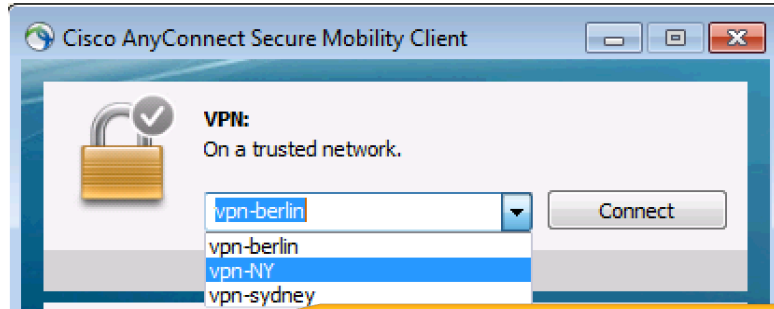 Cisco AnyConnect Secure Mobility Client
VPN:
On a trusted network.
vpn-berlin
Connect
vpn-berlin
vpn-NY
vpn-sydney